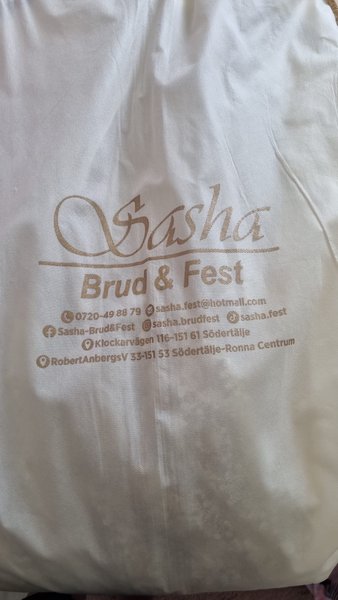 Sasha
Brud & Fest
0720-49 88 79 sasha.fest@hotmail.com
Sasha-Brud&Fest sasha.brudfest sasha.fest
Klockarvägen 116-151 61 Södertälje
RobertAnbergsV 33-151 53 Södertälje-Ronna Centrum